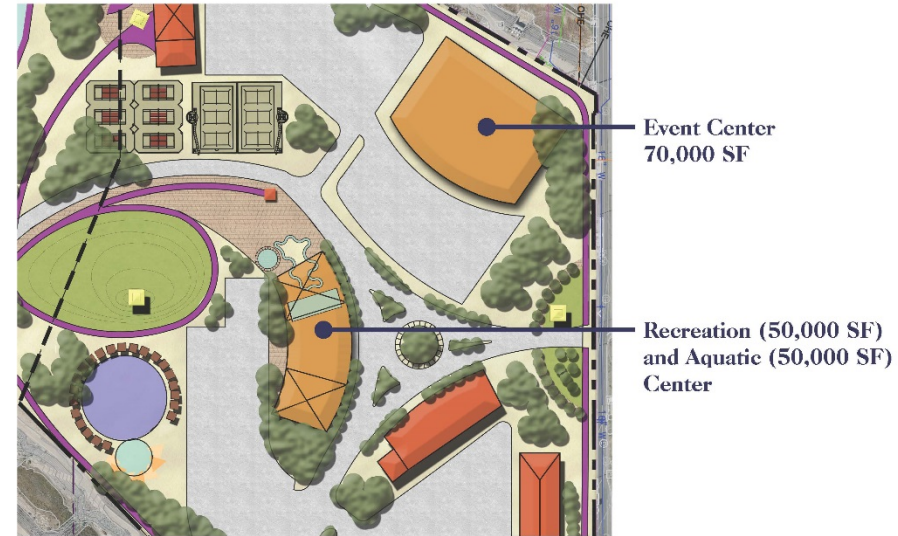 Event Center
70,000 SF
Recreation (50,000 SF)
and Aquatic (50,000 SF)
Center